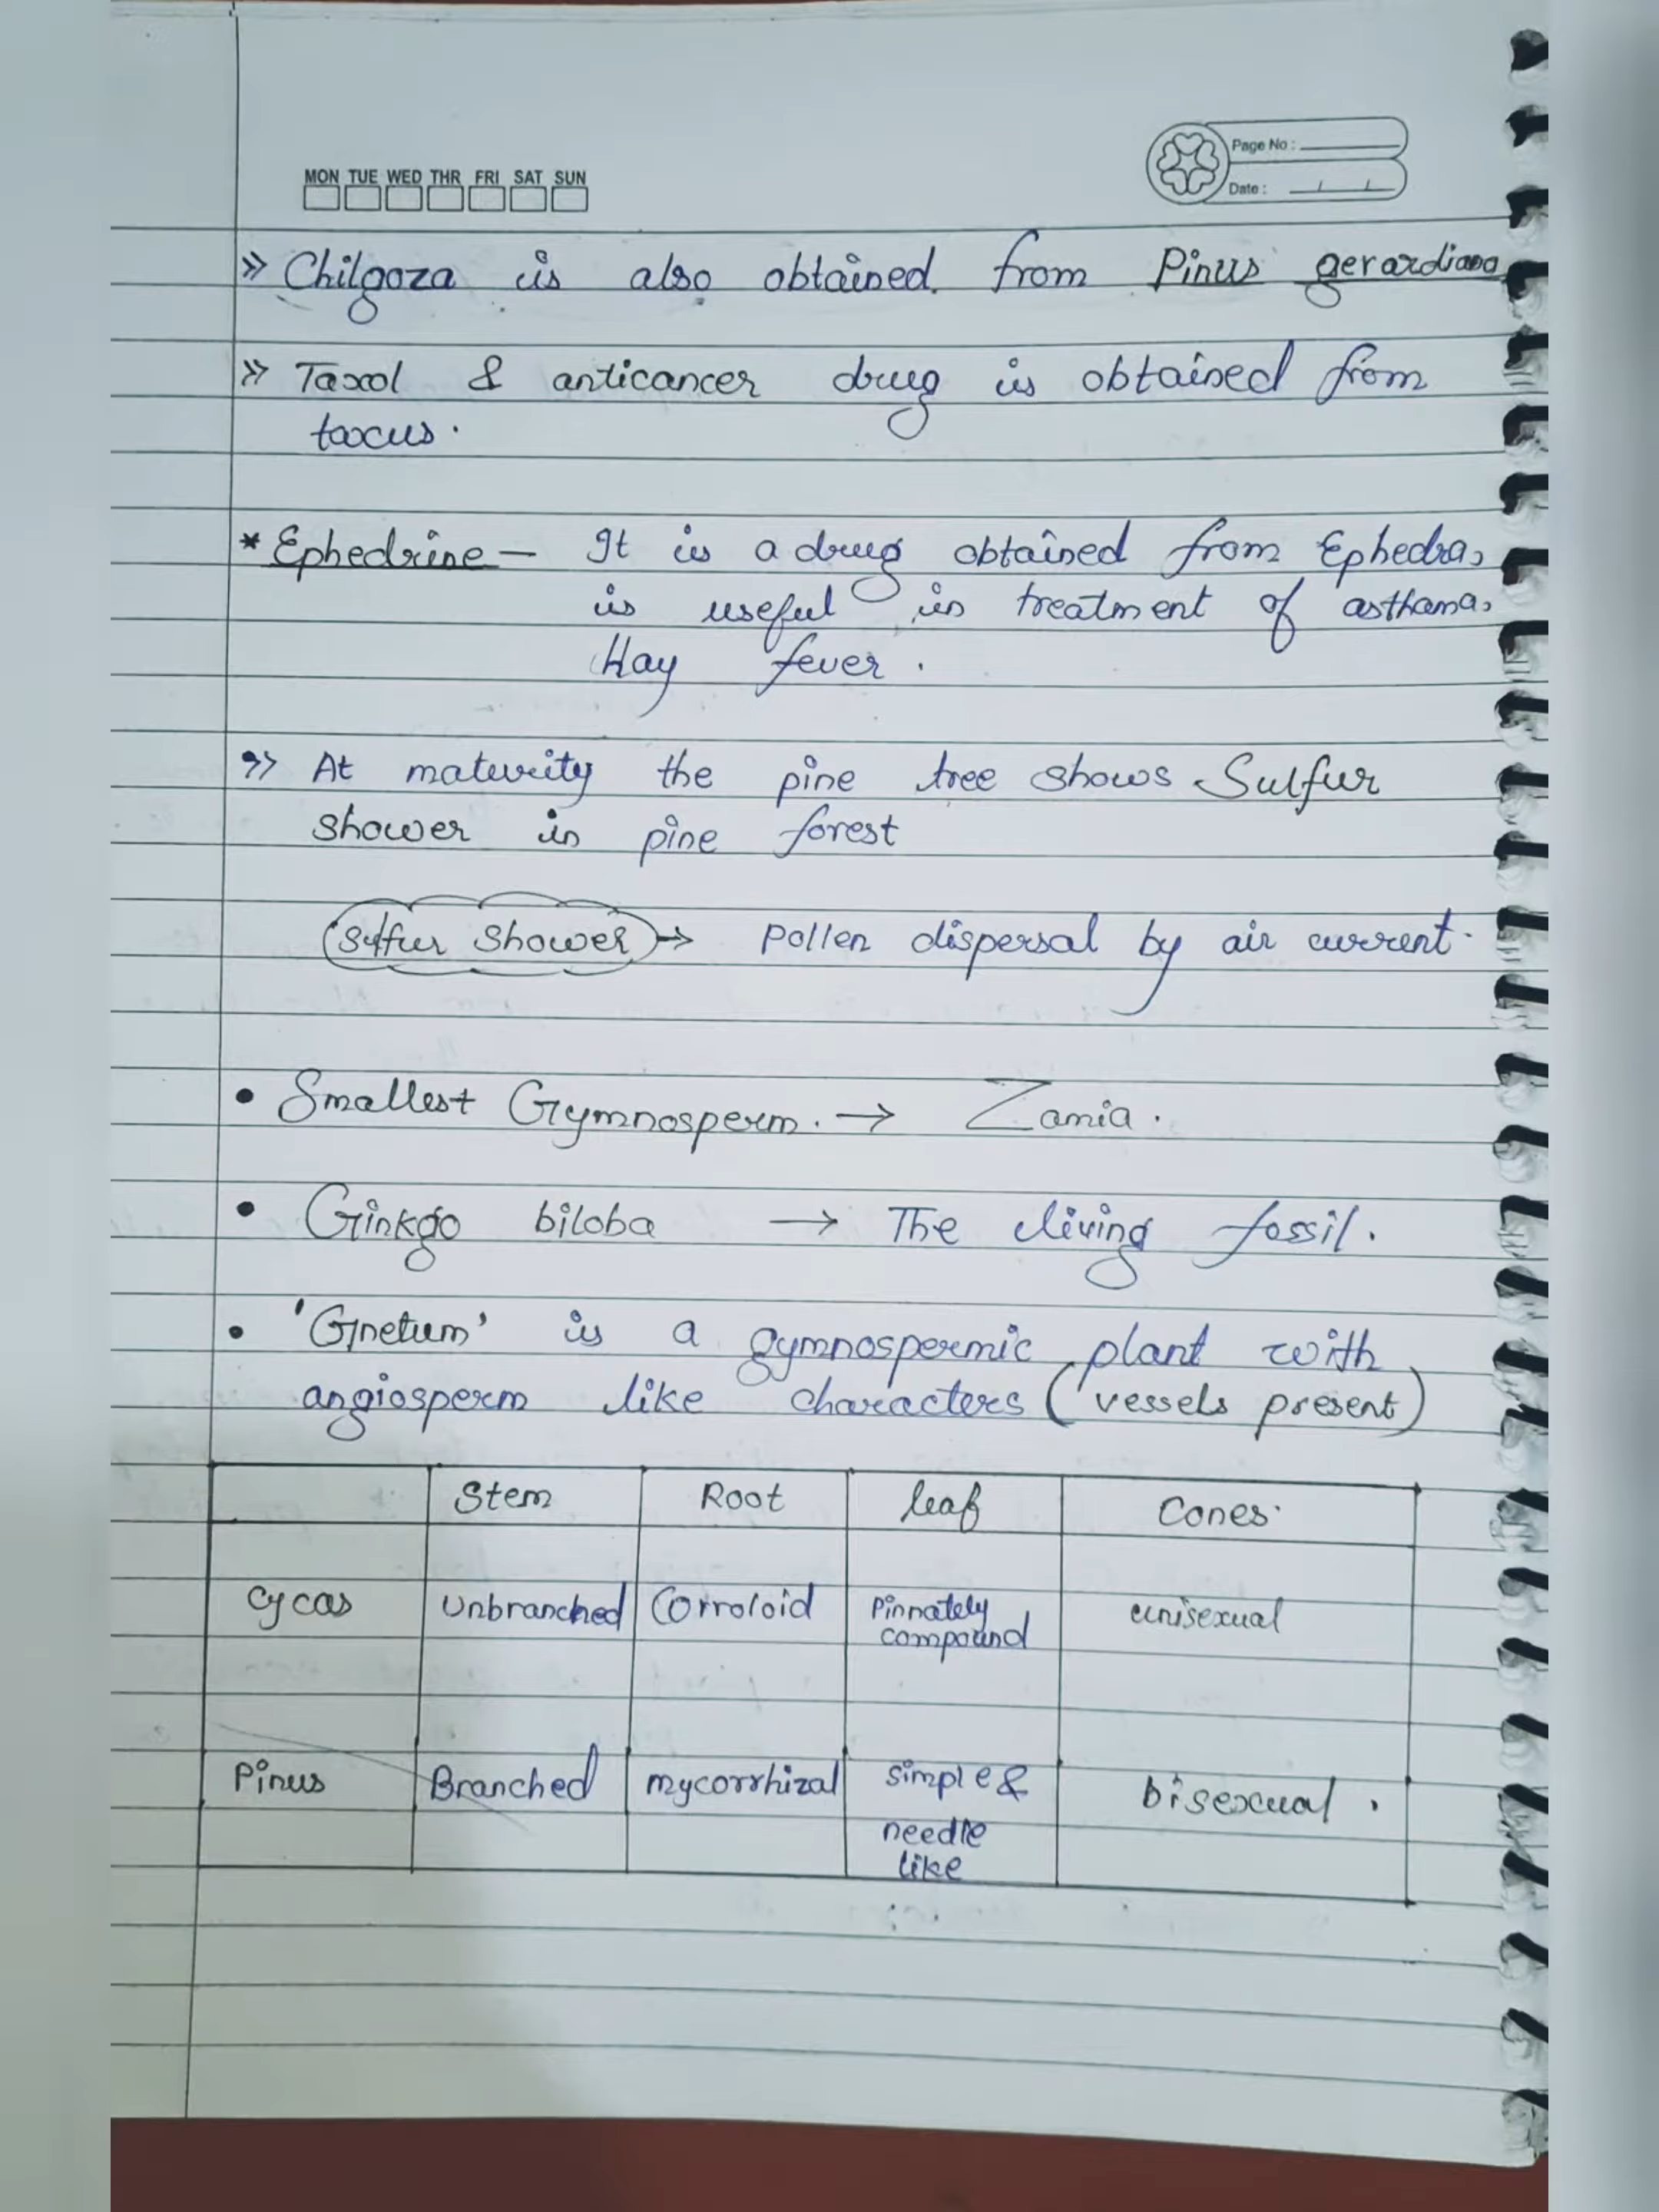 MON TUE WED THR FRI SAT SUN
Page No :
Date :
» Chilgoza is also obtained. from Pinus gerardiana
» Taxol & anticancer drug is obtained from
taxus.
* Ephedrine – It is a drug obtained from Ephedra,
is useful in treatment of asthama,
Hay fever.
» At maturity the pine tree shows Sulfur
shower in pine forest
Sulfur shower → Pollen dispersal by air current.
• Smallest Gymnosperm. → Zamia.
• Ginkgo biloba → The living fossil.
• 'Gnetum' is a gymnospermic plant with
angiosperm like characters (vessels present)
Stem Root leaf Cones.
Cycas Unbranched Corroloid Pinnately unisexual
compound
Pinus Branched mycorrhizal simple & bisexual.
needle
like